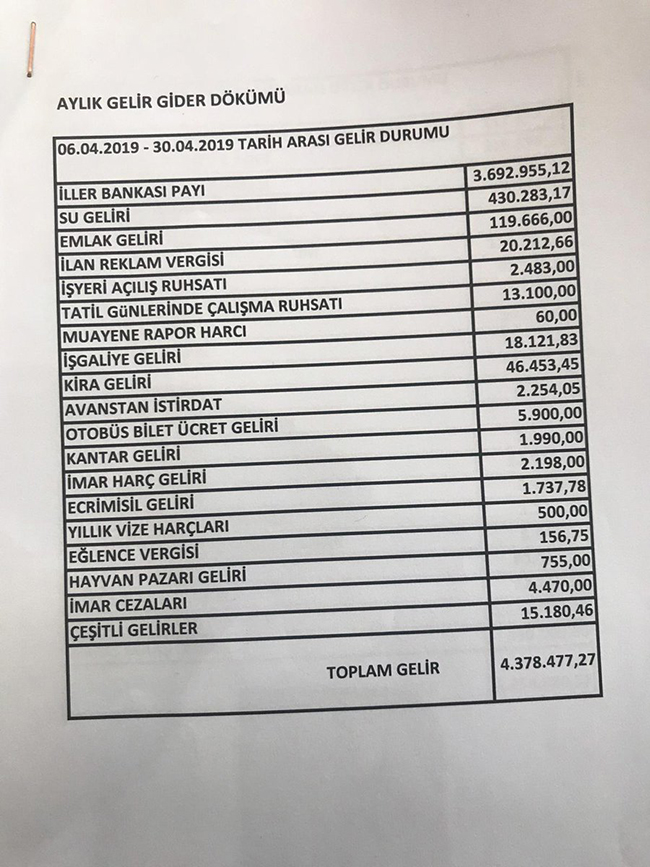 AYLIK GELİR GİDER DÖKÜMÜ
06.04.2019 - 30.04.2019 TARİH ARASI GELİR DURUMU
İLLER BANKASI PAYI 3.692.955,12
SU GELİRİ 430.283,17
EMLAK GELİRİ 119.666,00
İLAN REKLAM VERGİSİ 20.212,66
İŞYERİ AÇILIŞ RUHSATI 2.483,00
TATİL GüNLERİNDE ÇALIŞMA RUHSATI 13.100,00
MUAYENE RAPOR HARCI 60,00
İŞGALİYE GELİRİ 18.121,83
KİRA GELİRİ 46.453,45
AVANSTAN İSTİRDAT 2.254,05
OTOBÜS BİLET ÜCRET GELİRİ 5.900,00
KANTAR GELİRİ 1.990,00
İMAR HARÇ GELİRİ 2.198,00
ECRİMİSİL GELİRİ 1.737,78
YILLIK VİZE HARÇLARI 500,00
EĞLENCE VERGİSİ 156,75
HAYVAN PAZARI GELİRİ 755,00
İMAR CEZALARI 4.470,00
ÇEŞİTLİ GELİRLER 15.180,46
TOPLAM GELİR 4.378.477,27